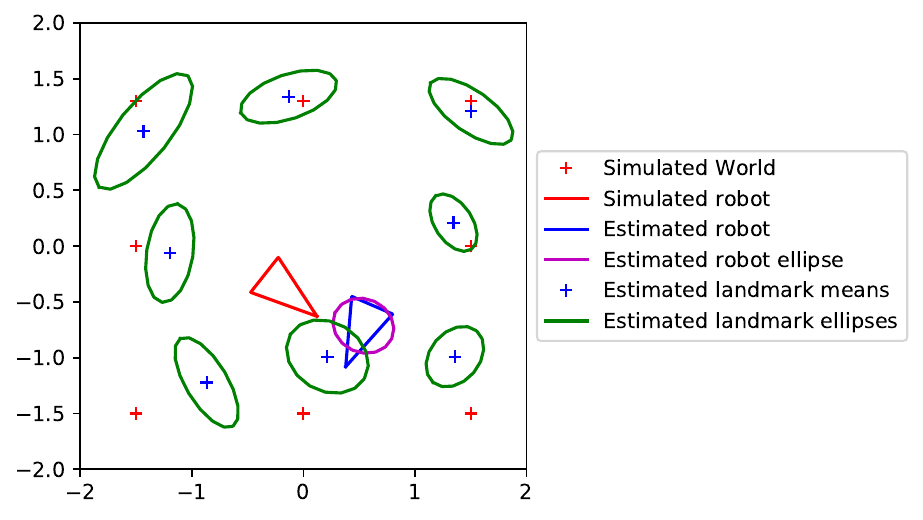 2.0
1.5
1.0
0.5
0.0
−0.5
−1.0
−1.5
−2.0
−2
−1
0
1
2
Simulated World
Simulated robot
Estimated robot
Estimated robot ellipse
Estimated landmark means
Estimated landmark ellipses